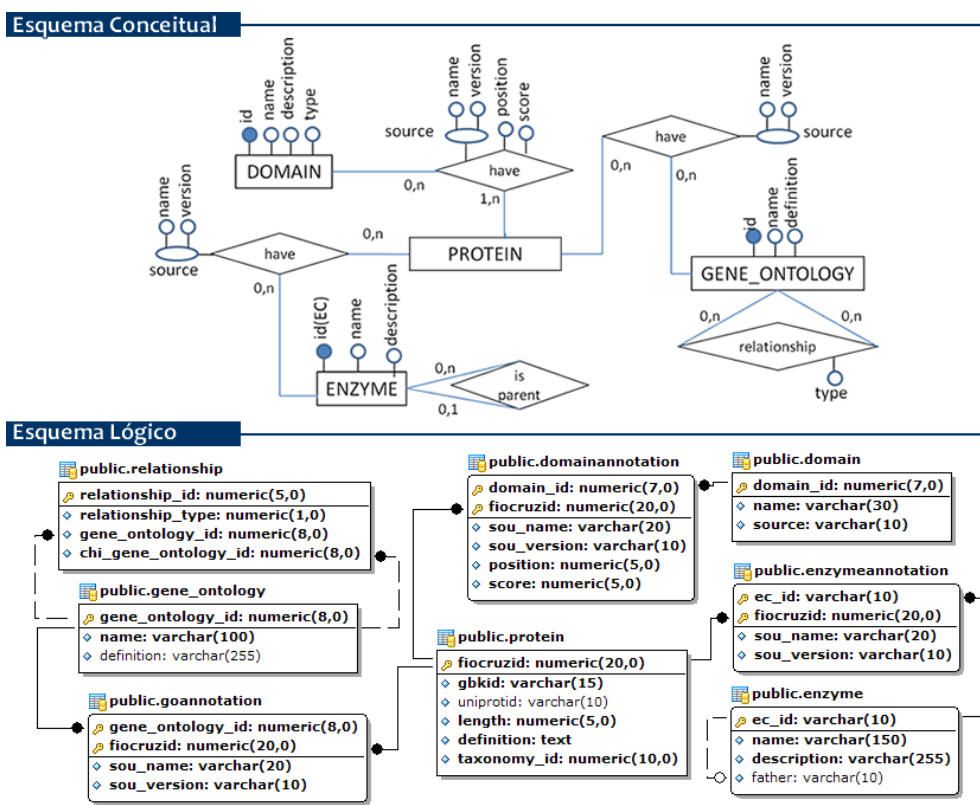 Esquema Conceitual
id
name
description
type
DOMAIN
0,n
source
name
version
position
score
have
1,n
name
version
source
have
0,n
0,n
name
version
source
have
0,n
0,n
PROTEIN
id
name
definition
GENE_ONTOLOGY
0,n
0,n
relationship
type
id(EC)
name
description
ENZYME
0,n
0,1
is
parent
Esquema Lógico
public.relationship
relationship_id: numeric(5,0)
relationship_type: numeric(1,0)
gene_ontology_id: numeric(8,0)
chi_gene_ontology_id: numeric(8,0)
public.gene_ontology
gene_ontology_id: numeric(8,0)
name: varchar(100)
definition: varchar(255)
public.goannotation
gene_ontology_id: numeric(8,0)
fiocruzid: numeric(20,0)
sou_name: varchar(20)
sou_version: varchar(10)
public.domainannotation
domain_id: numeric(7,0)
fiocruzid: numeric(20,0)
sou_name: varchar(20)
sou_version: varchar(10)
position: numeric(5,0)
score: numeric(5,0)
public.protein
fiocruzid: numeric(20,0)
gbkid: varchar(15)
uniprotid: varchar(10)
length: numeric(5,0)
definition: text
taxonomy_id: numeric(10,0)
public.domain
domain_id: numeric(7,0)
name: varchar(30)
source: varchar(10)
public.enzymeannotation
ec_id: varchar(10)
fiocruzid: numeric(20,0)
sou_name: varchar(20)
sou_version: varchar(10)
public.enzyme
ec_id: varchar(10)
name: varchar(150)
description: varchar(255)
father: varchar(10)